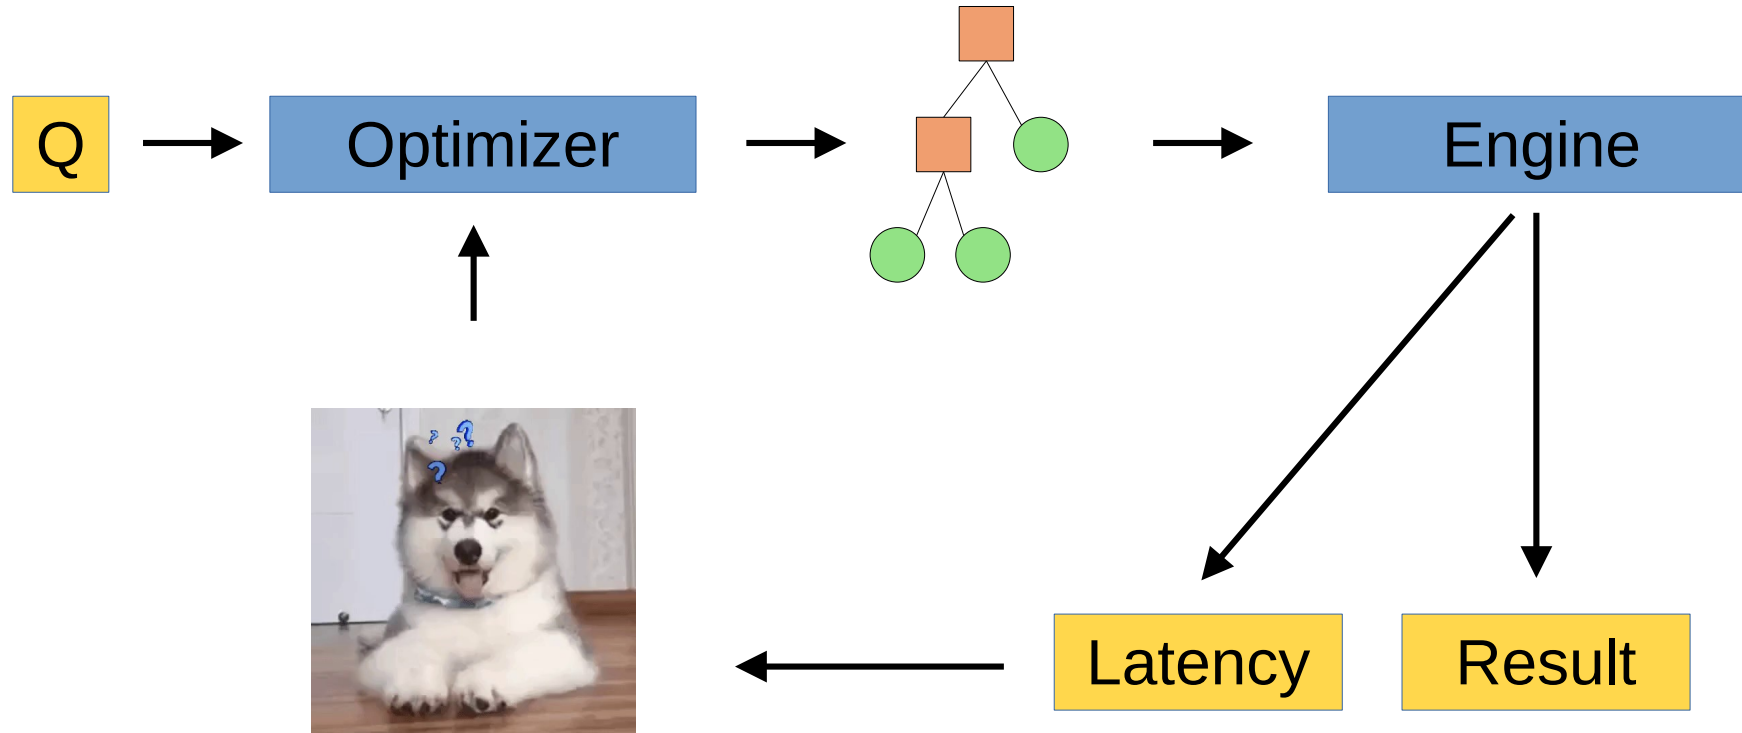 Q
Optimizer
Engine
? ? ?
?
Latency
Result